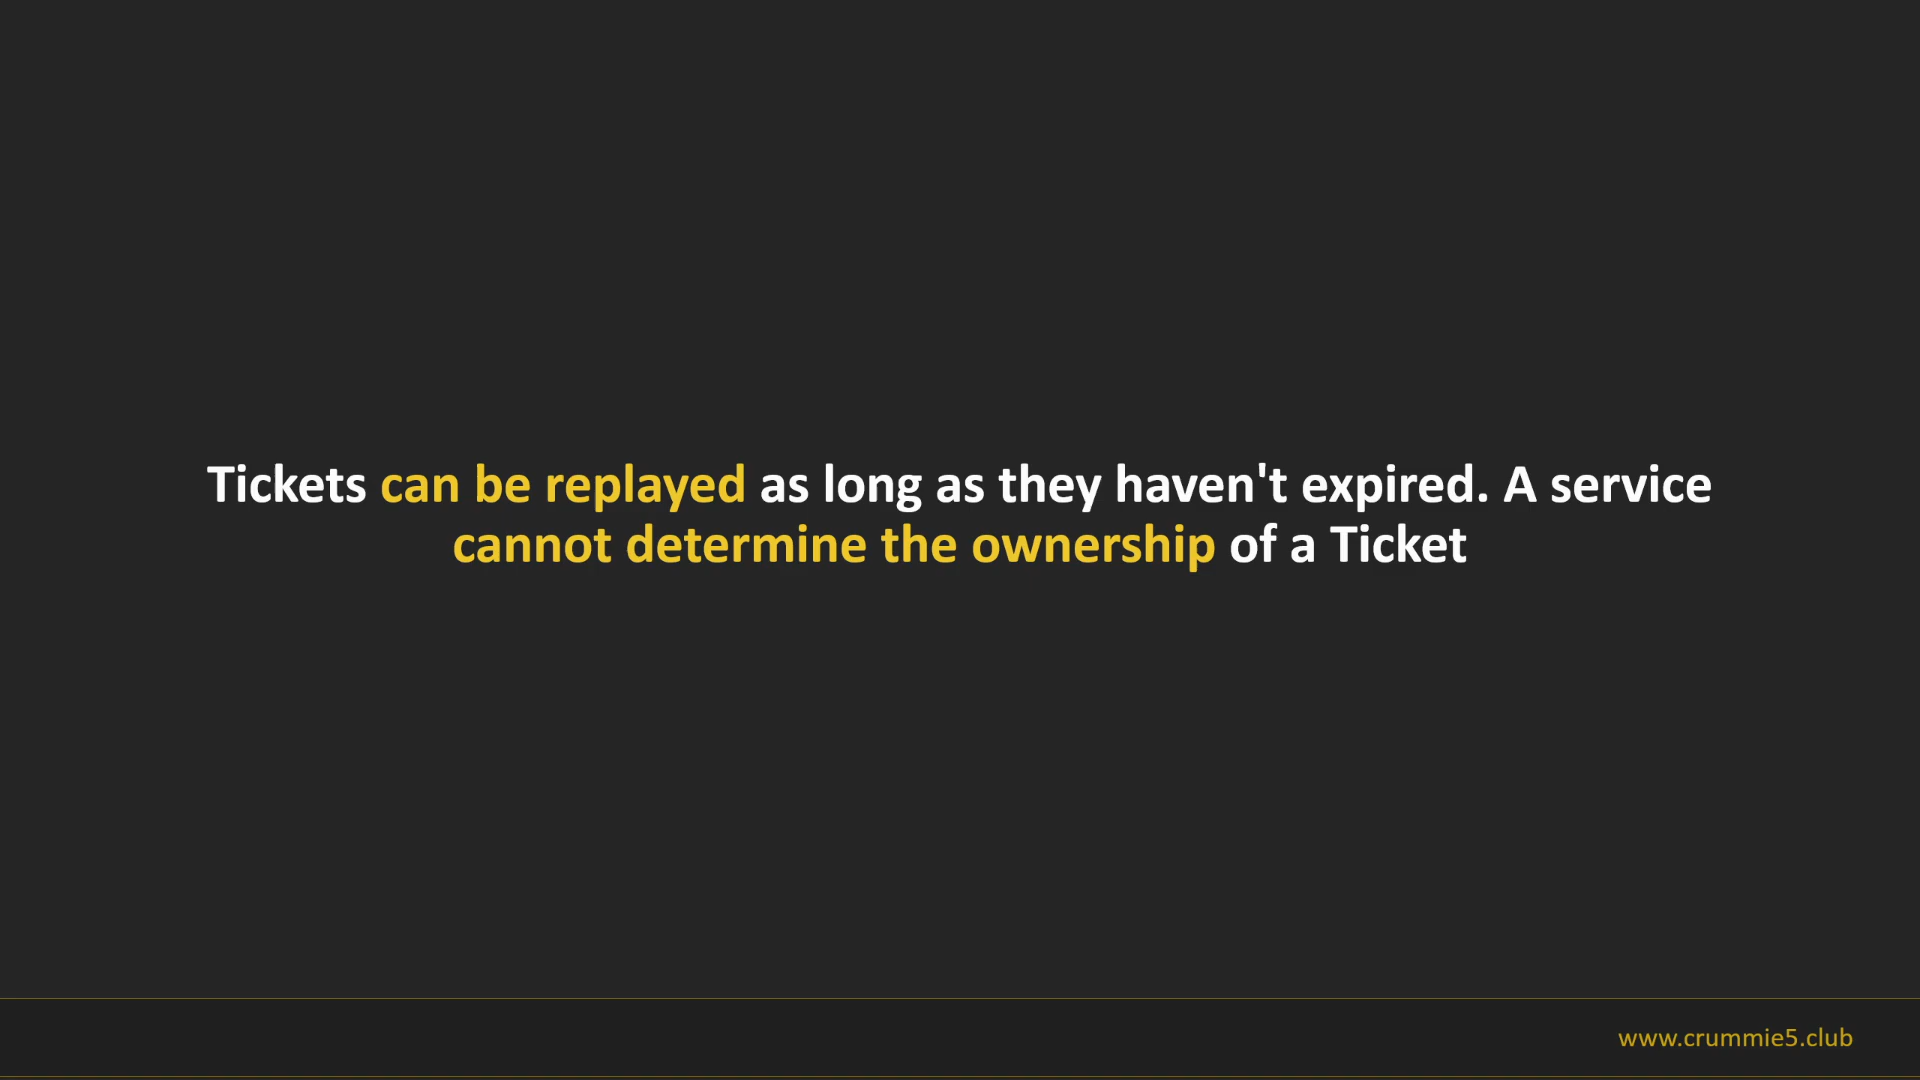 Tickets can be replayed as long as they haven't expired. A service
cannot determine the ownership of a Ticket
www.crummie5.club